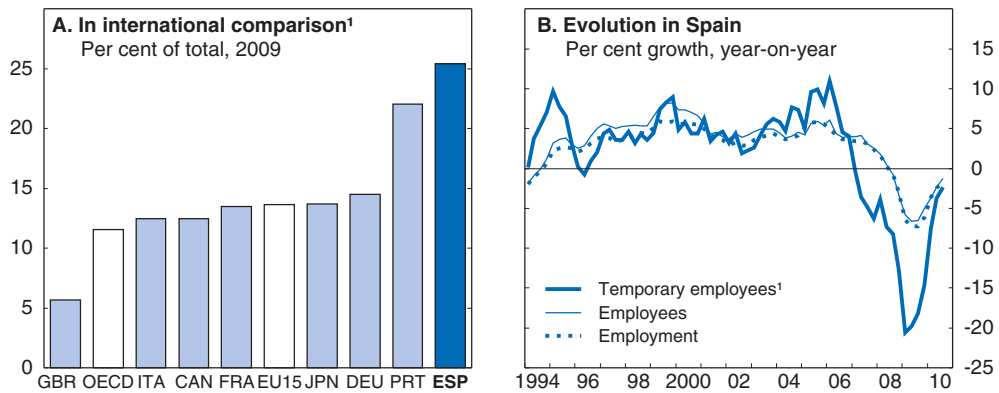 A. In international comparison¹
Per cent of total, 2009
25
20
15
10
5
0
GBR OECD ITA CAN FRA EU15 JPN DEU PRT ESP
B. Evolution in Spain
Per cent growth, year-on-year
15
10
5
0
-5
-10
-15
-20
-25
Temporary employees¹
Employees
Employment
1994 96 98 2000 02 04 06 08 10